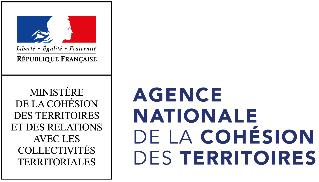 Liberté • Égalité • Fraternité
RÉPUBLIQUE FRANÇAISE
MINISTÈRE
DE LA COHÉSION
DES TERRITOIRES
ET DES RELATIONS
AVEC LES
COLLECTIVITÉS
TERRITORIALES
AGENCE
NATIONALE
DE LA COHÉSION
DES TERRITOIRES